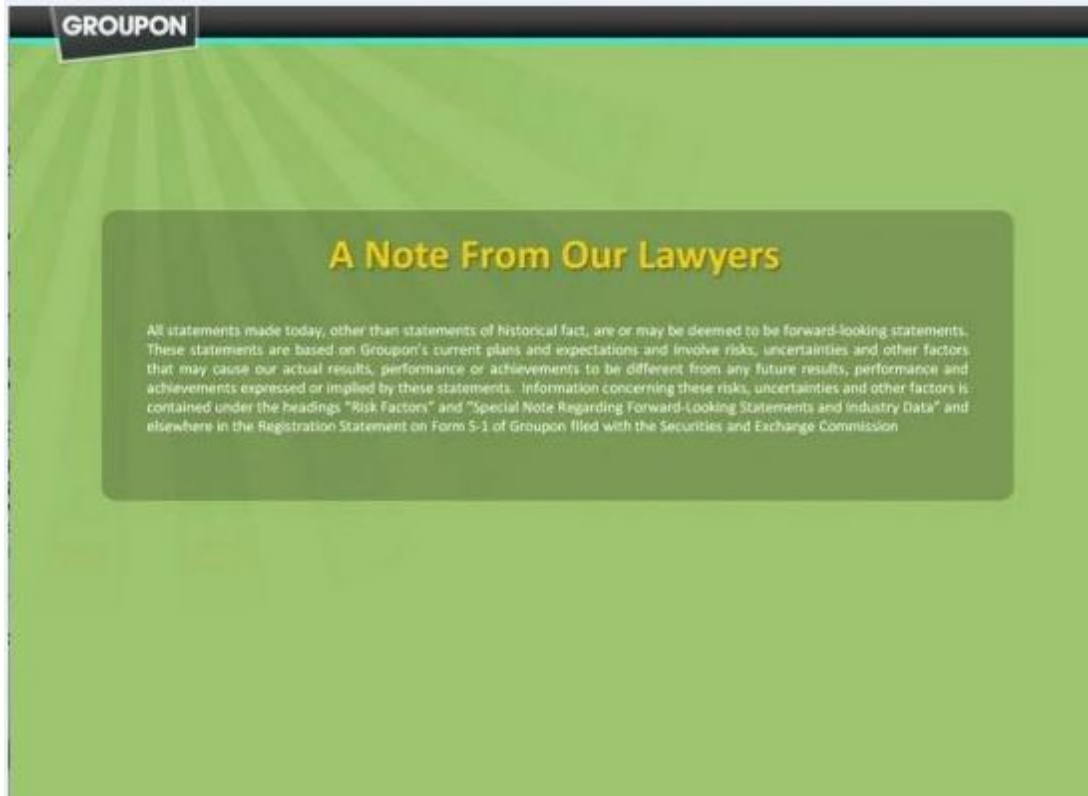 GROUPON
A Note From Our Lawyers
All statements made today, other than statements of historical fact, are or may be deemed to be forward-looking statements.
These statements are based on Groupon's current plans and expectations and involve risks, uncertainties and other factors
that may cause our actual results, performance or achievements to be different from any future results, performance and
achievements expressed or implied by these statements. Information concerning these risks, uncertainties and other factors is
contained under the headings "Risk Factors" and "Special Note Regarding Forward-Looking Statements and Industry Data" and
elsewhere in the Registration Statement on Form S-1 of Groupon filed with the Securities and Exchange Commission